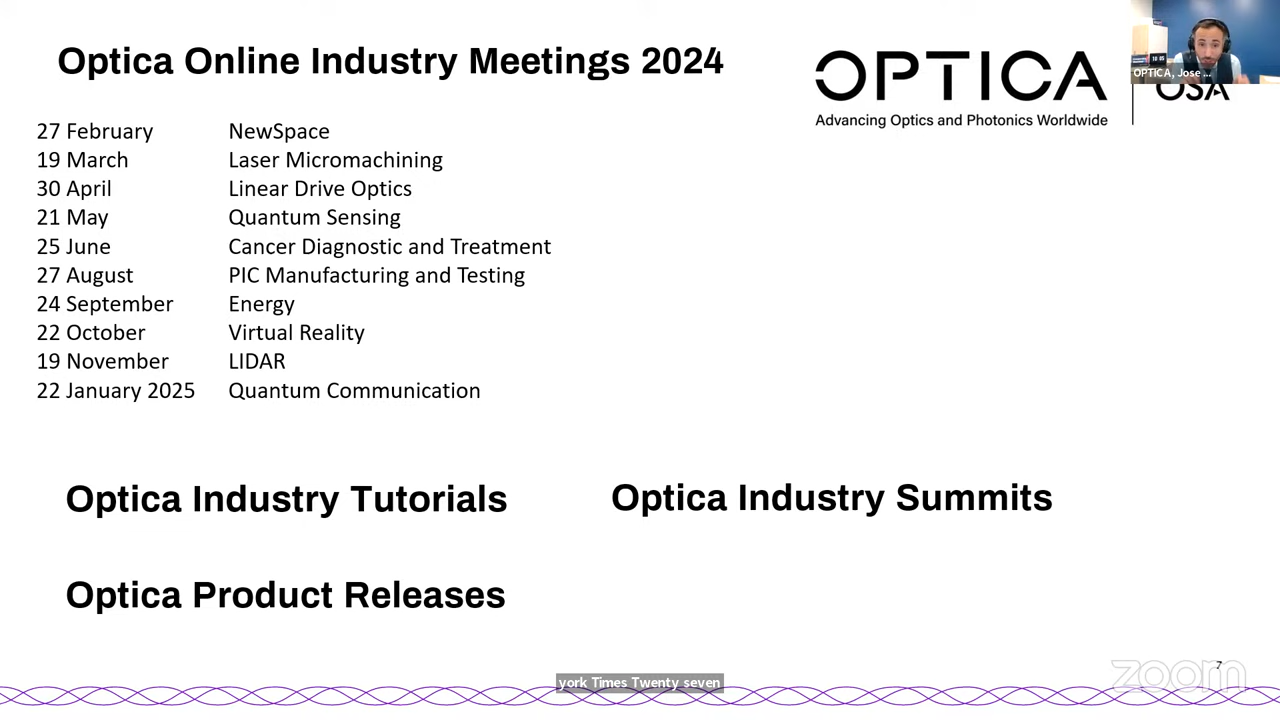 Optica Online Industry Meetings 2024
OPTICA
OSA
Advancing Optics and Photonics Worldwide
OPTICA, Jose ...
27 February NewSpace
19 March Laser Micromachining
30 April Linear Drive Optics
21 May Quantum Sensing
25 June Cancer Diagnostic and Treatment
27 August PIC Manufacturing and Testing
24 September Energy
22 October Virtual Reality
19 November LIDAR
22 January 2025 Quantum Communication
Optica Industry Tutorials
Optica Industry Summits
Optica Product Releases
7
zoom
york Times Twenty seven